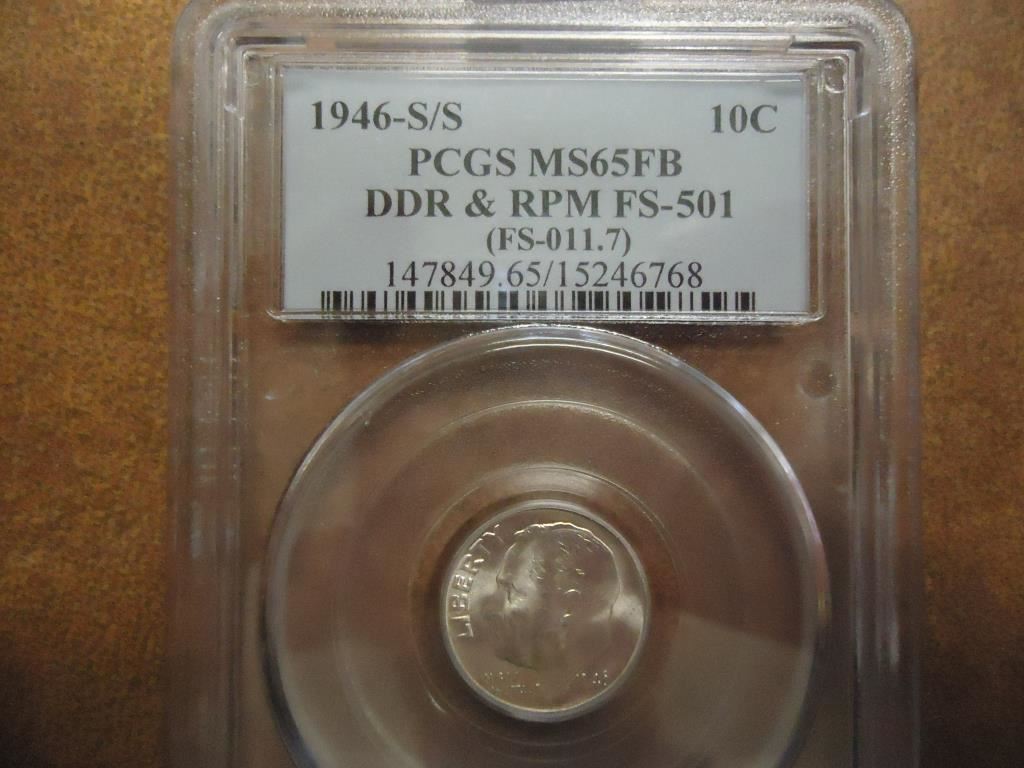 1946-S/S 10C
PCGS MS65FB
DDR & RPM FS-501
(FS-011.7)
147849.65/15246768
LIBERTY